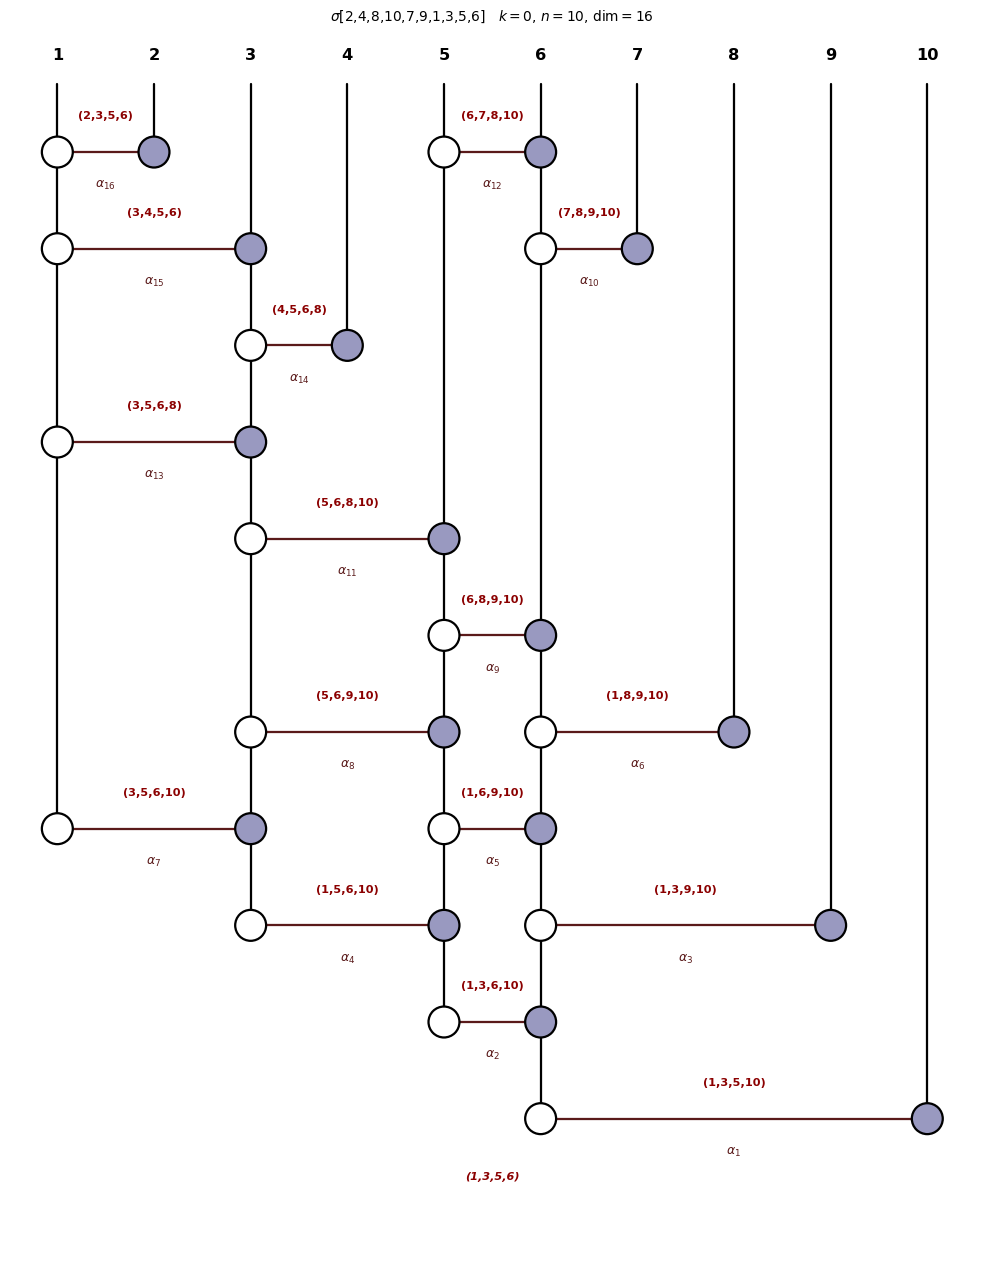 σ[2,4,8,10,7,9,1,3,5,6] k=0, n=10, dim=16
1 2 3 4 5 6 7 8 9 10
(2,3,5,6) (6,7,8,10)
α₁₆ α₁₂
(3,4,5,6) (7,8,9,10)
α₁₅ α₁₀
(4,5,6,8)
α₁₄
(3,5,6,8)
α₁₃
(5,6,8,10)
α₁₁
(6,8,9,10)
α₉
(5,6,9,10) (1,8,9,10)
α₈ α₆
(3,5,6,10) (1,6,9,10)
α₇ α₅
(1,5,6,10) (1,3,9,10)
α₄ α₃
(1,3,6,10)
α₂
(1,3,5,10)
α₁
(1,3,5,6)